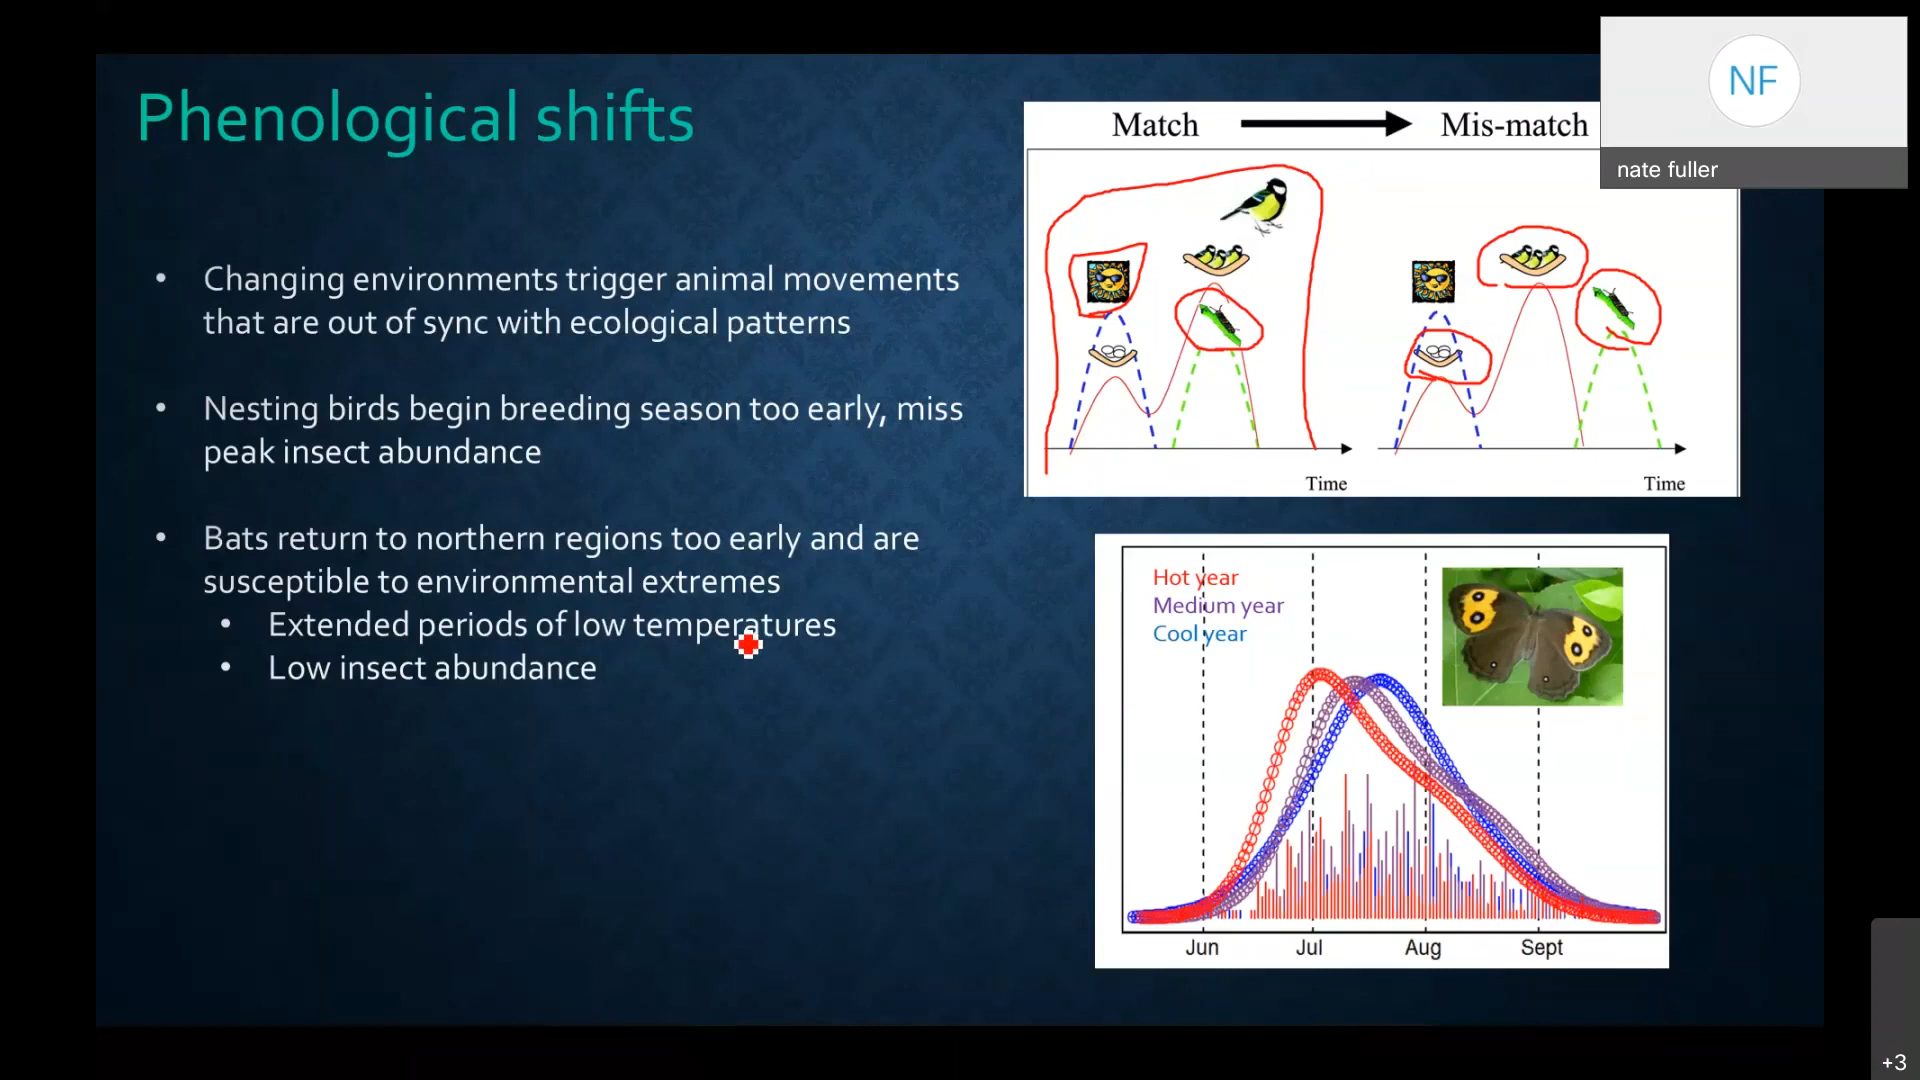 Phenological shifts
• Changing environments trigger animal movements
that are out of sync with ecological patterns
• Nesting birds begin breeding season too early, miss
peak insect abundance
• Bats return to northern regions too early and are
susceptible to environmental extremes
• Extended periods of low temperatures
• Low insect abundance
Match Mis-match
Time Time
Hot year
Medium year
Cool year
Jun Jul Aug Sept
NF
nate fuller
+3